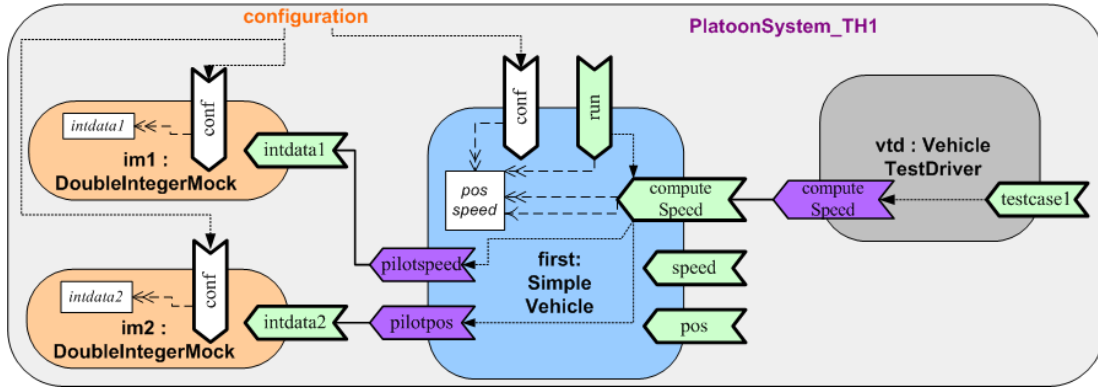 configuration
PlatoonSystem_TH1
conf
intdata1
im1 :
DoubleIntegerMock
intdata1
conf
run
pos
speed
compute
Speed
compute
Speed
vtd : Vehicle
TestDriver
testcase1
pilotspeed
first:
Simple
Vehicle
speed
conf
intdata2
im2 :
DoubleIntegerMock
intdata2
pilotpos
pos